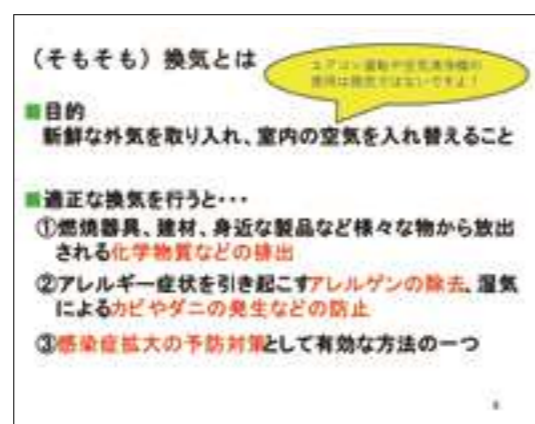 （そもそも）換気とは
エアコン運転や空気清浄機の
使用は換気ではないですよ！
■目的
新鮮な外気を取り入れ、室内の空気を入れ替えること
■適正な換気を行うと・・・
①燃焼器具、建材、身近な製品など様々な物から放出
される化学物質などの排出
②アレルギー症状を引き起こすアレルゲンの除去、湿気
によるカビやダニの発生などの防止
③感染症拡大の予防対策として有効な方法の一つ